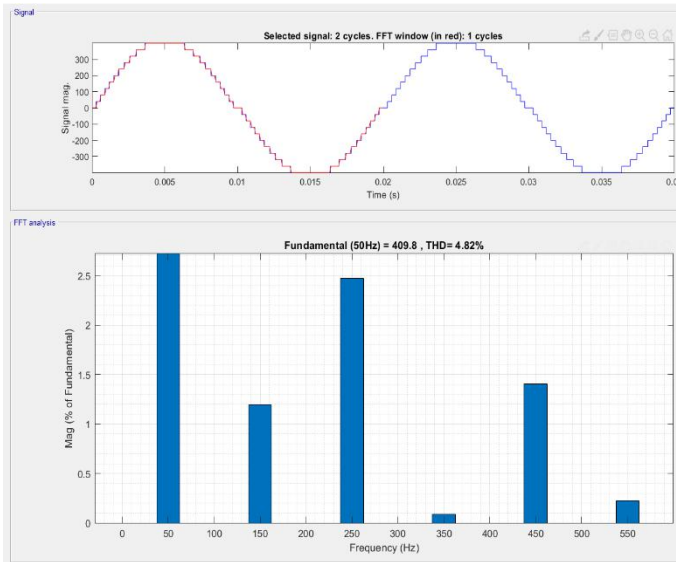 Signal
Selected signal: 2 cycles. FFT window (in red): 1 cycles
300
200
100
0
-100
-200
-300
Signal mag.
0 0.005 0.01 0.015 0.02 0.025 0.03 0.035 0.0
Time (s)
FFT analysis
Fundamental (50Hz) = 409.8 , THD= 4.82%
2.5
2
1.5
1
0.5
0
Mag (% of Fundamental)
0 50 100 150 200 250 300 350 400 450 500 550
Frequency (Hz)